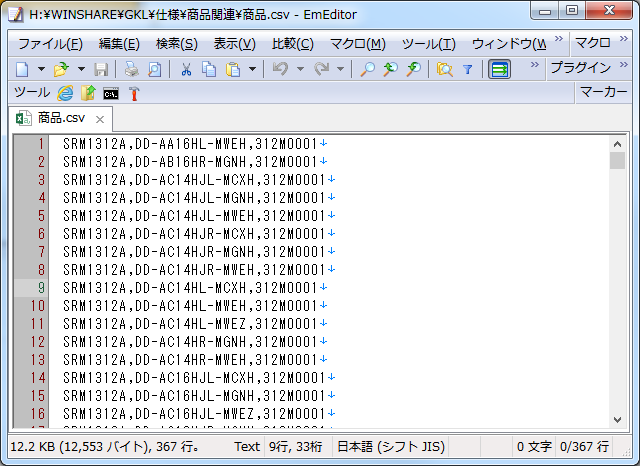 H:¥WINSHARE¥GKL¥仕様¥商品関連¥商品.csv - EmEditor
ファイル(F) 編集(E) 検索(S) 表示(V) 比較(C) マクロ(M) ツール(T) ウィンドウ(W » マクロ »
» プラグイン »
ツール マーカー
商品.csv ×
1 SRM1312A,DD-AA16HL-MWEH,312M0001↓
2 SRM1312A,DD-AB16HR-MGNH,312M0001↓
3 SRM1312A,DD-AC14HJL-MCXH,312M0001↓
4 SRM1312A,DD-AC14HJL-MGNH,312M0001↓
5 SRM1312A,DD-AC14HJL-MWEH,312M0001↓
6 SRM1312A,DD-AC14HJR-MCXH,312M0001↓
7 SRM1312A,DD-AC14HJR-MGNH,312M0001↓
8 SRM1312A,DD-AC14HJR-MWEH,312M0001↓
9 SRM1312A,DD-AC14HL-MCXH,312M0001↓
10 SRM1312A,DD-AC14HL-MWEH,312M0001↓
11 SRM1312A,DD-AC14HL-MWEZ,312M0001↓
12 SRM1312A,DD-AC14HR-MGNH,312M0001↓
13 SRM1312A,DD-AC14HR-MWEH,312M0001↓
14 SRM1312A,DD-AC16HJL-MCXH,312M0001↓
15 SRM1312A,DD-AC16HJL-MGNH,312M0001↓
16 SRM1312A,DD-AC16HJL-MWEZ,312M0001↓
12.2 KB (12,553 バイト), 367 行。 Text 9行, 33桁 日本語 (シフト JIS) 0 文字 0/367 行